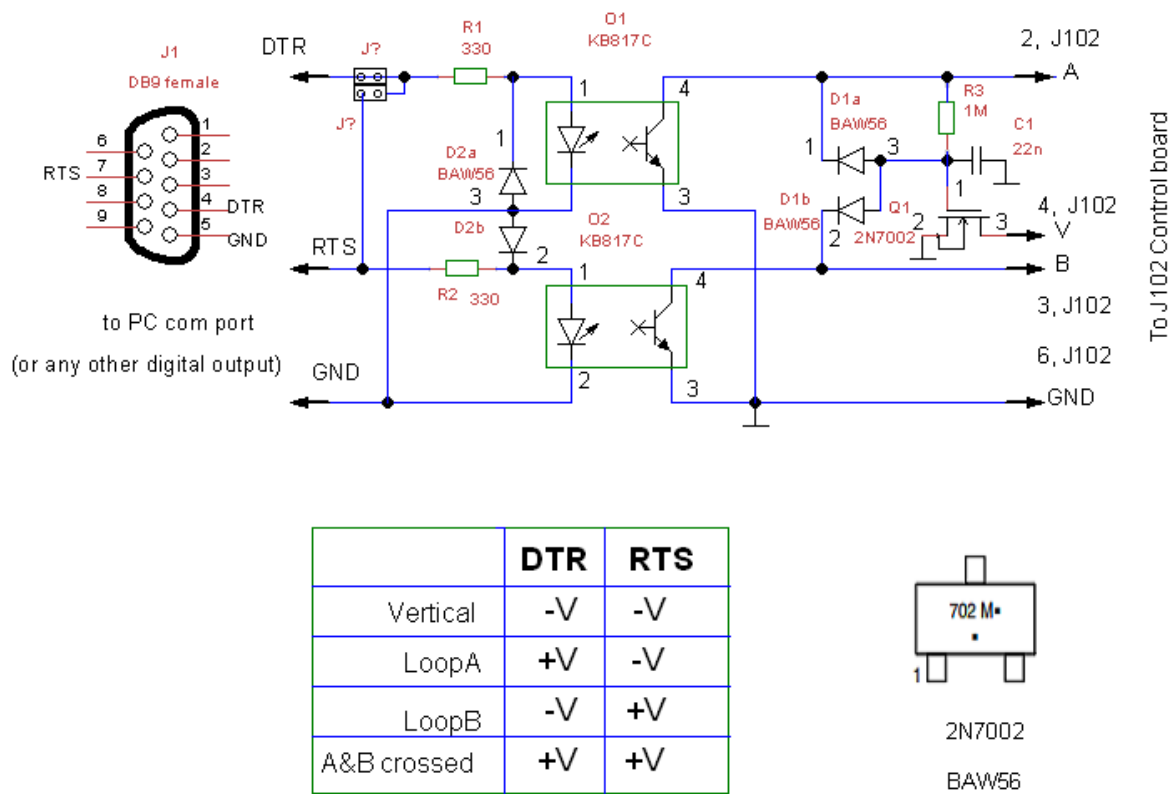 J1
DB9 female
1
6
2
RTS 7
3
8
4
DTR
9
5
GND
to PC com port
(or any other digital output)
DTR
J?
J?
R1
330
O1
KB817C
1
4
1
D2a
BAW56
3
3
D2b
2
O2
KB817C
RTS
R2 330
1
4
2
3
GND
D1a
BAW56
1
3
D1b
BAW56
2
R3
1M
C1
22n
Q1
2N7002
1
2
3
2, J102
A
4, J102
V
B
3, J102
6, J102
GND
To J102 Control board
DTR RTS
Vertical -V -V
LoopA +V -V
LoopB -V +V
A&B crossed +V +V
702 M
1
2N7002
BAW56